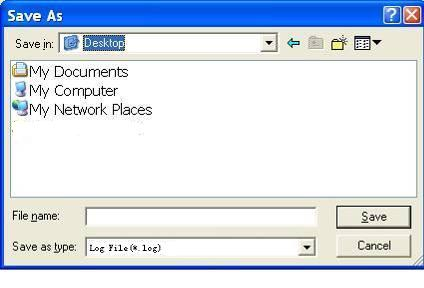 Save As
Save in: Desktop
My Documents
My Computer
My Network Places
File name:
Save
Save as type: Log File(*.log)
Cancel